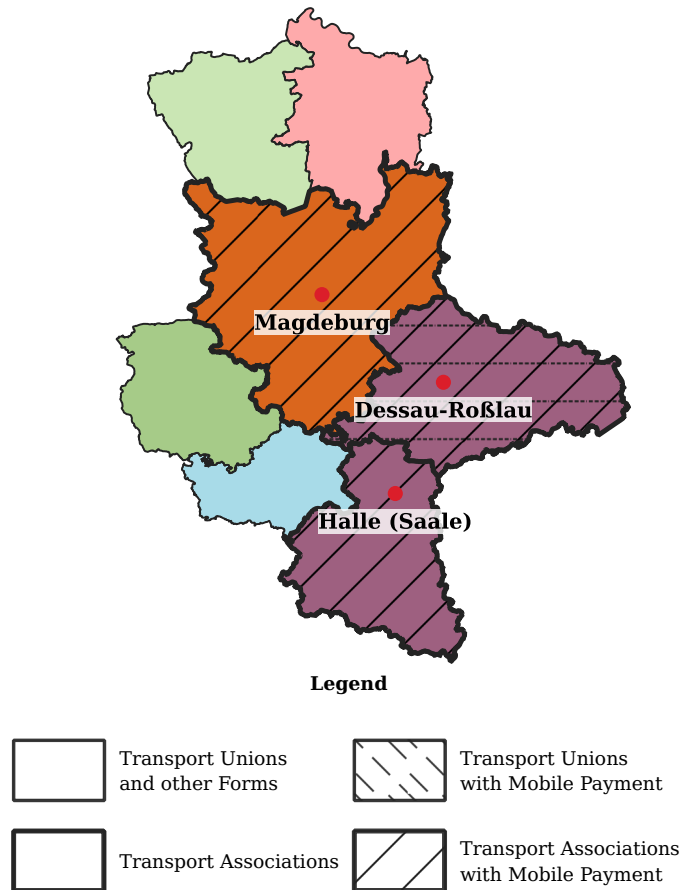 Magdeburg
Dessau-Roßlau
Halle (Saale)
Legend
Transport Unions
and other Forms
Transport Unions
with Mobile Payment
Transport Associations
Transport Associations
with Mobile Payment